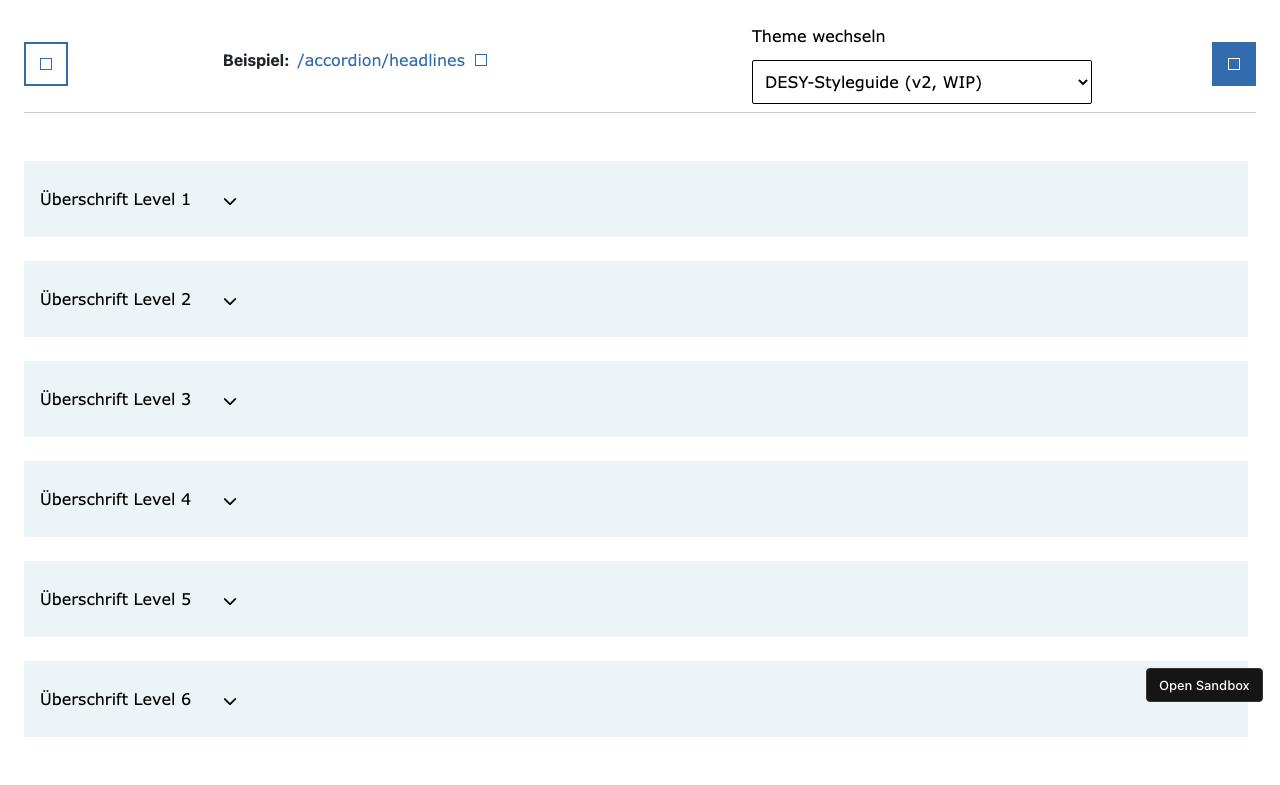 Beispiel: /accordion/headlines
Theme wechseln
DESY-Styleguide (v2, WIP)
Überschrift Level 1
Überschrift Level 2
Überschrift Level 3
Überschrift Level 4
Überschrift Level 5
Überschrift Level 6
Open Sandbox